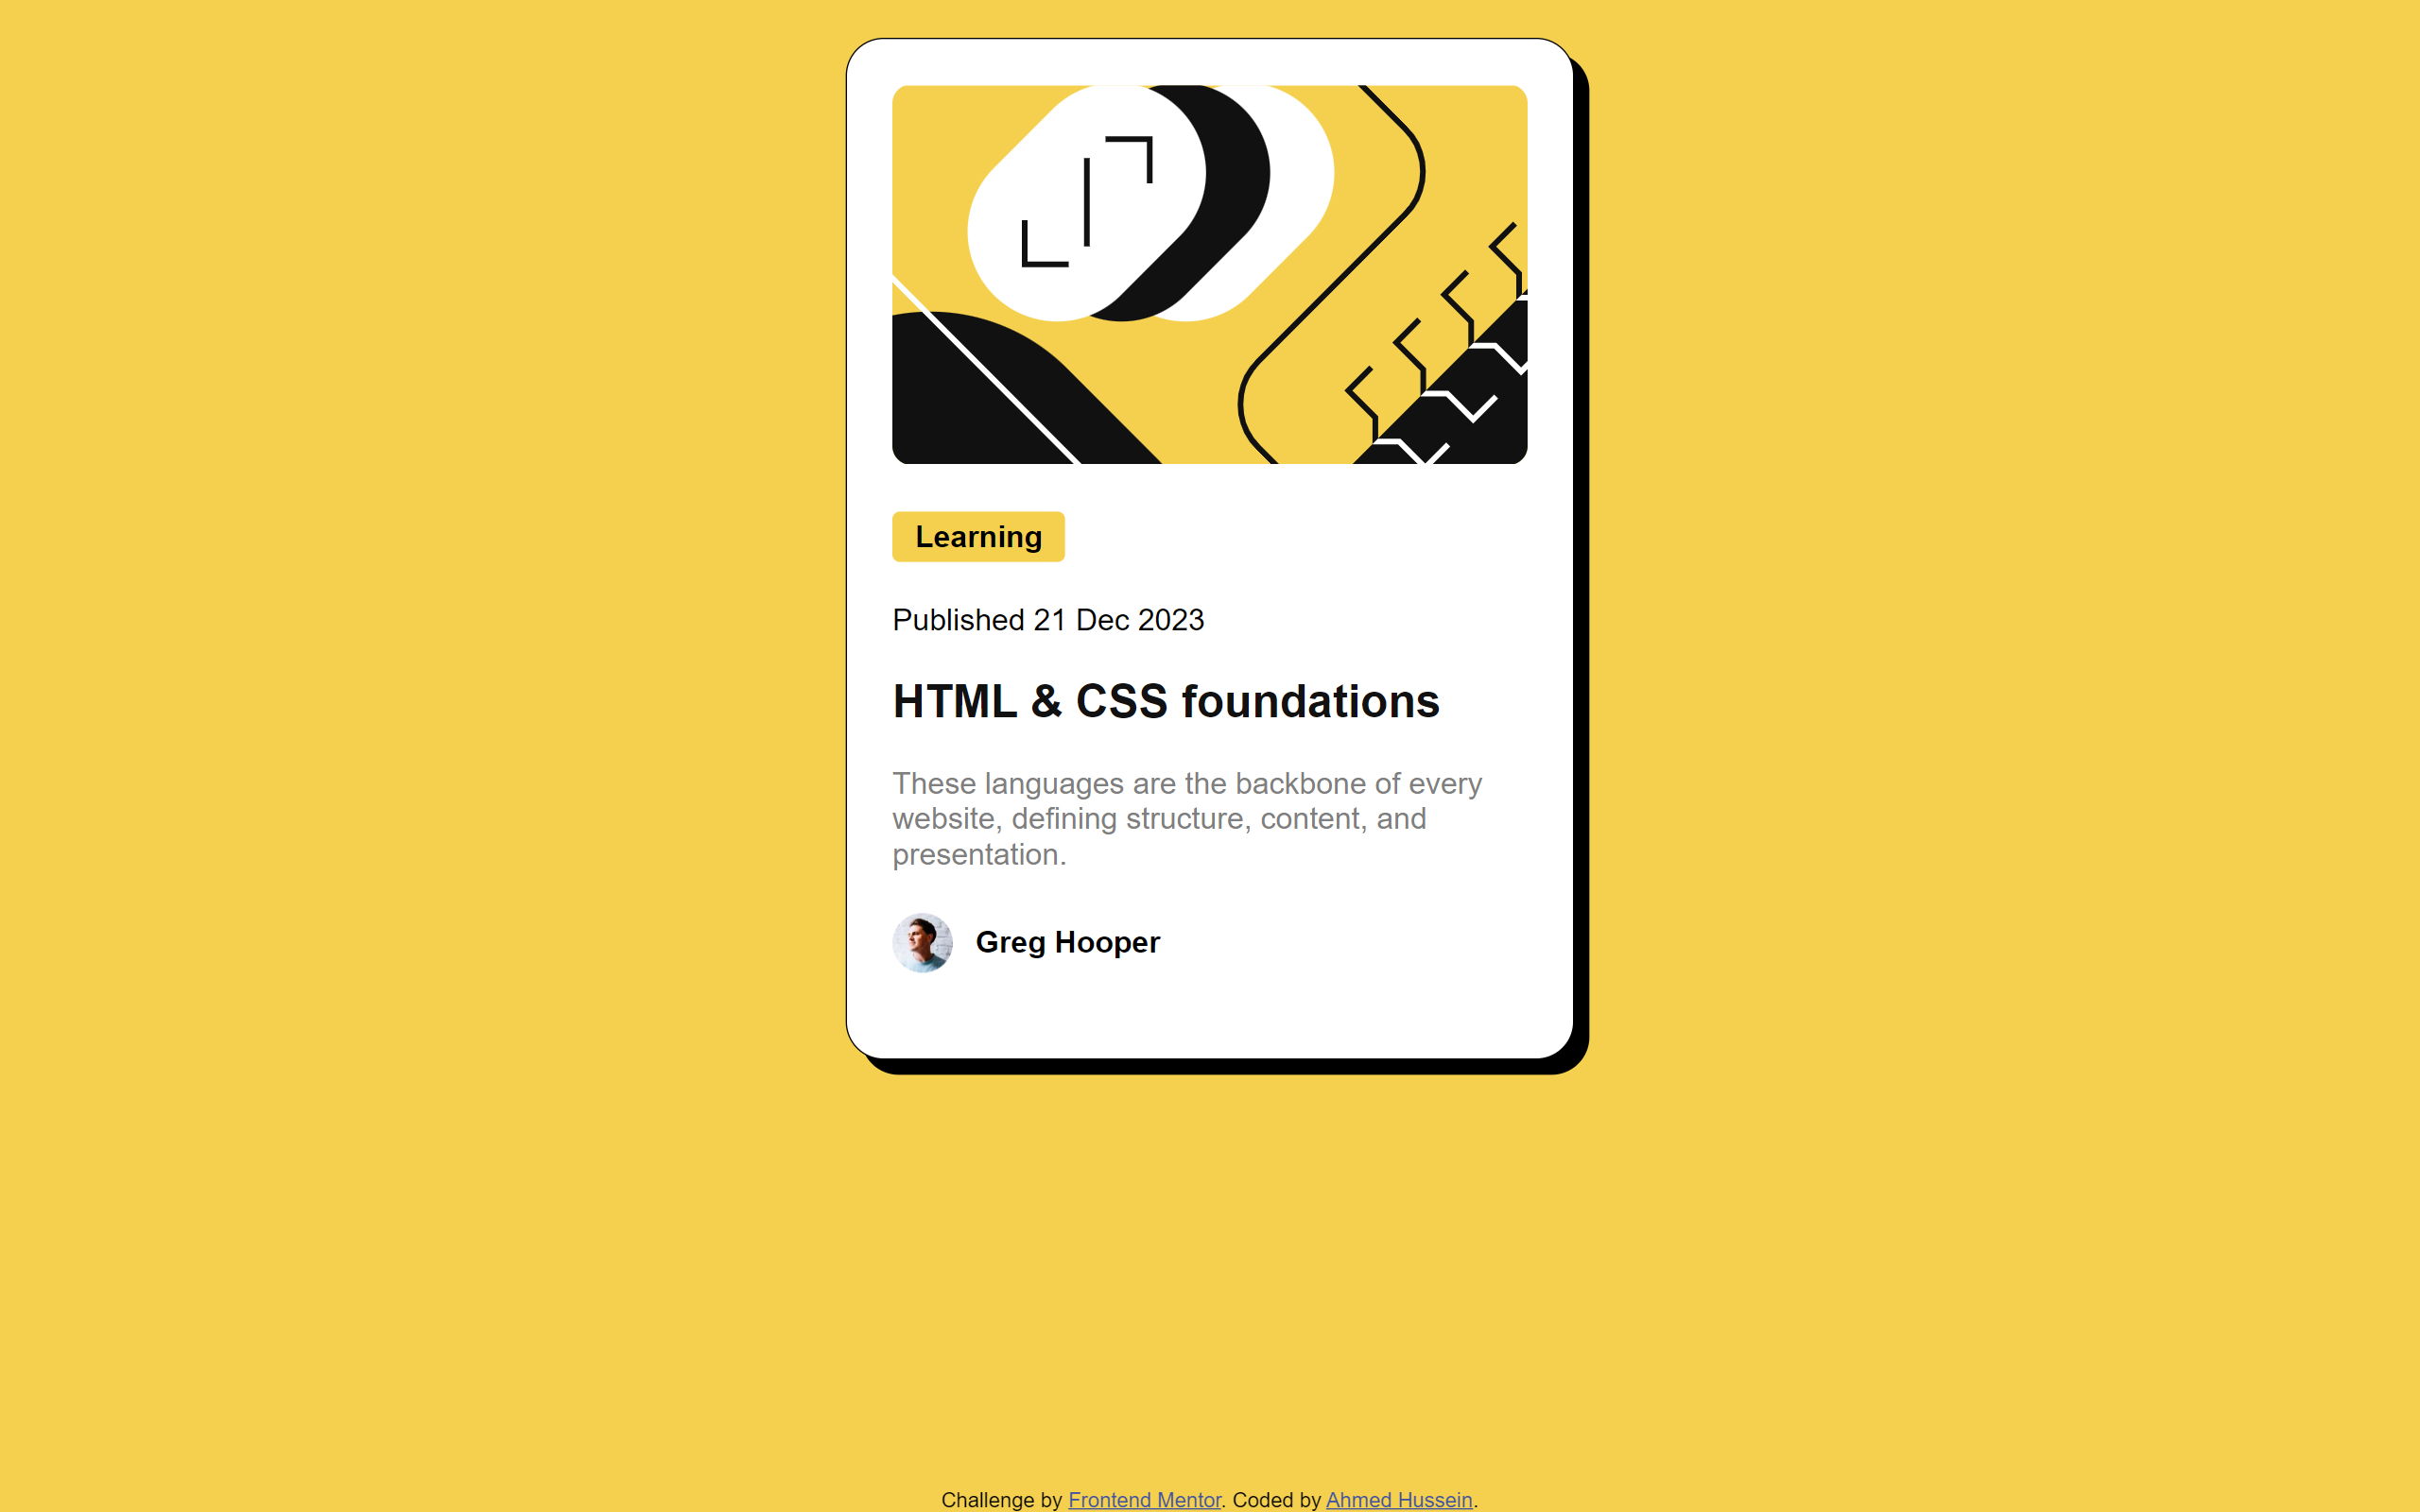 Learning
Published 21 Dec 2023
HTML & CSS foundations
These languages are the backbone of every
website, defining structure, content, and
presentation.
Greg Hooper
Challenge by Frontend Mentor. Coded by Ahmed Hussein.